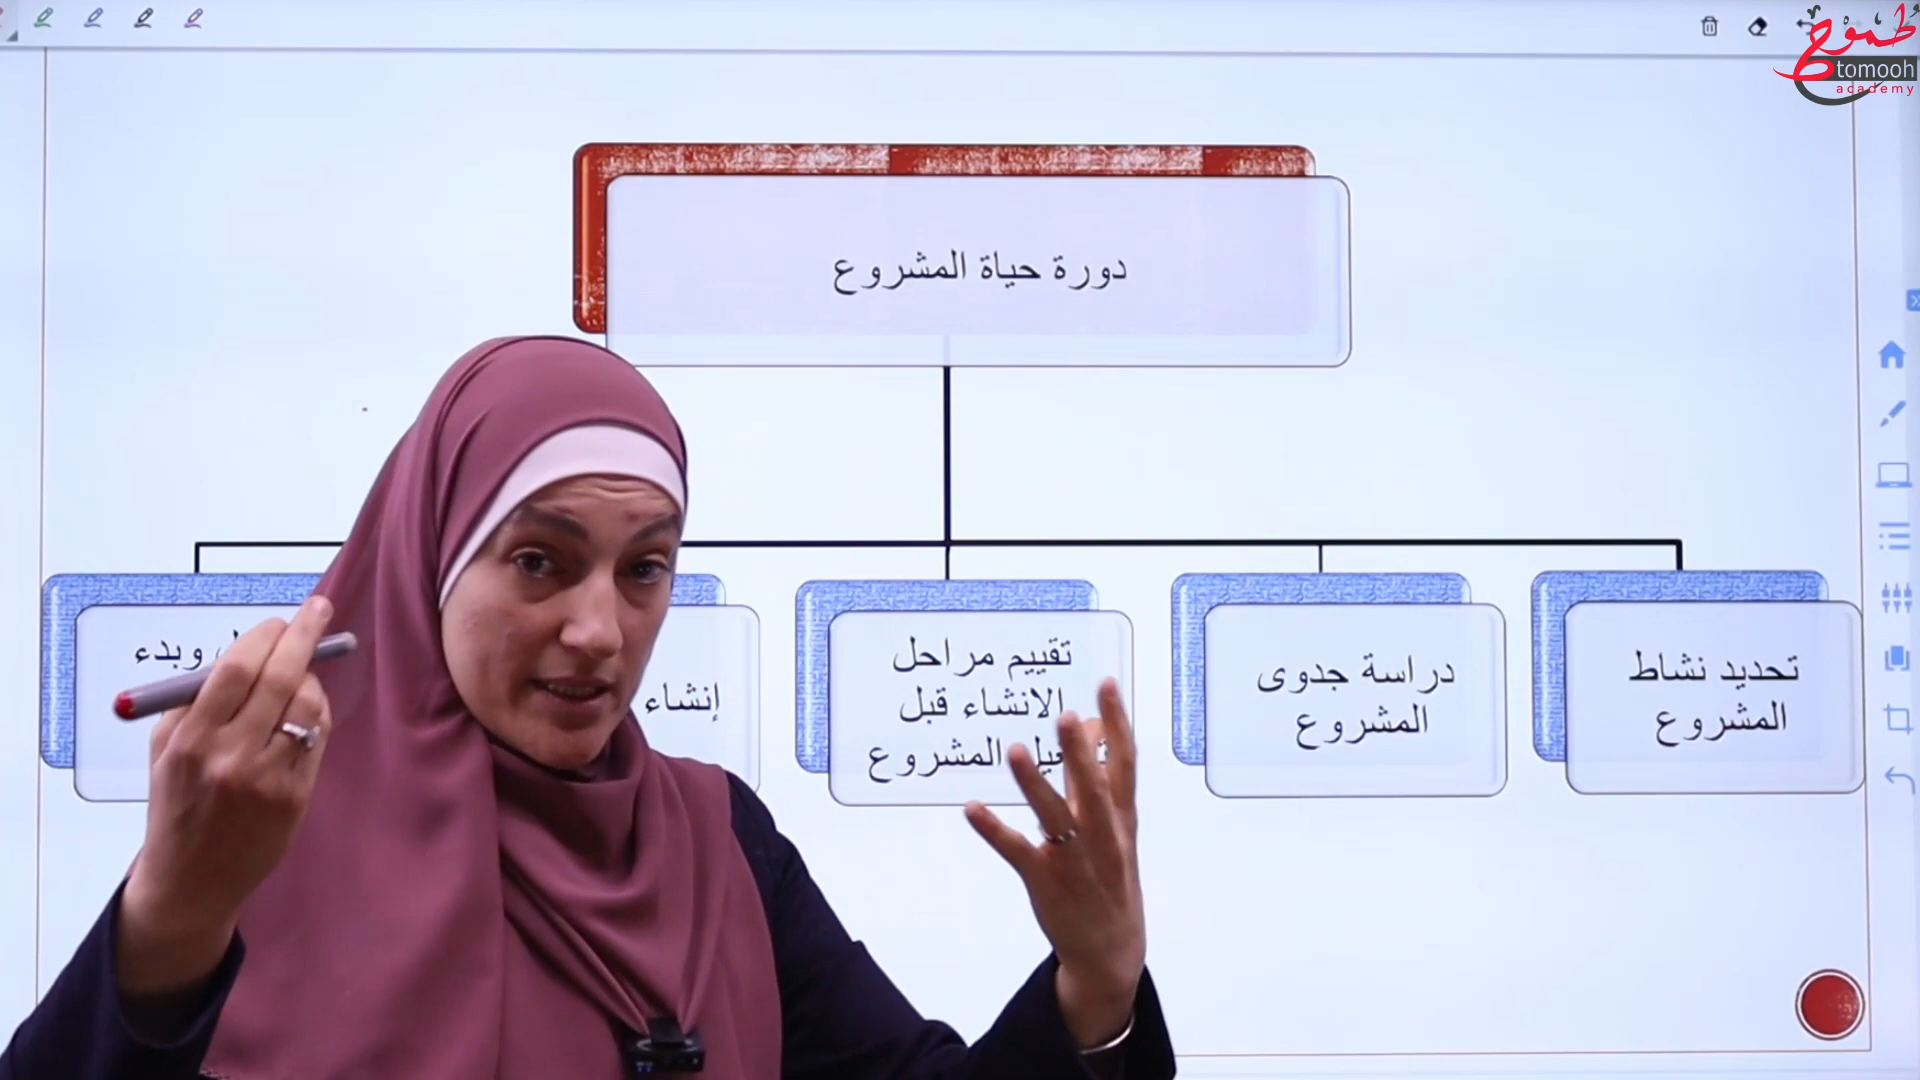 طموح
tomooh
academy
دورة حياة المشروع
تحديد نشاط
المشروع
دراسة جدوى
المشروع
تقييم مراحل
الانشاء قبل
المشروع
إنشاء
وبدء